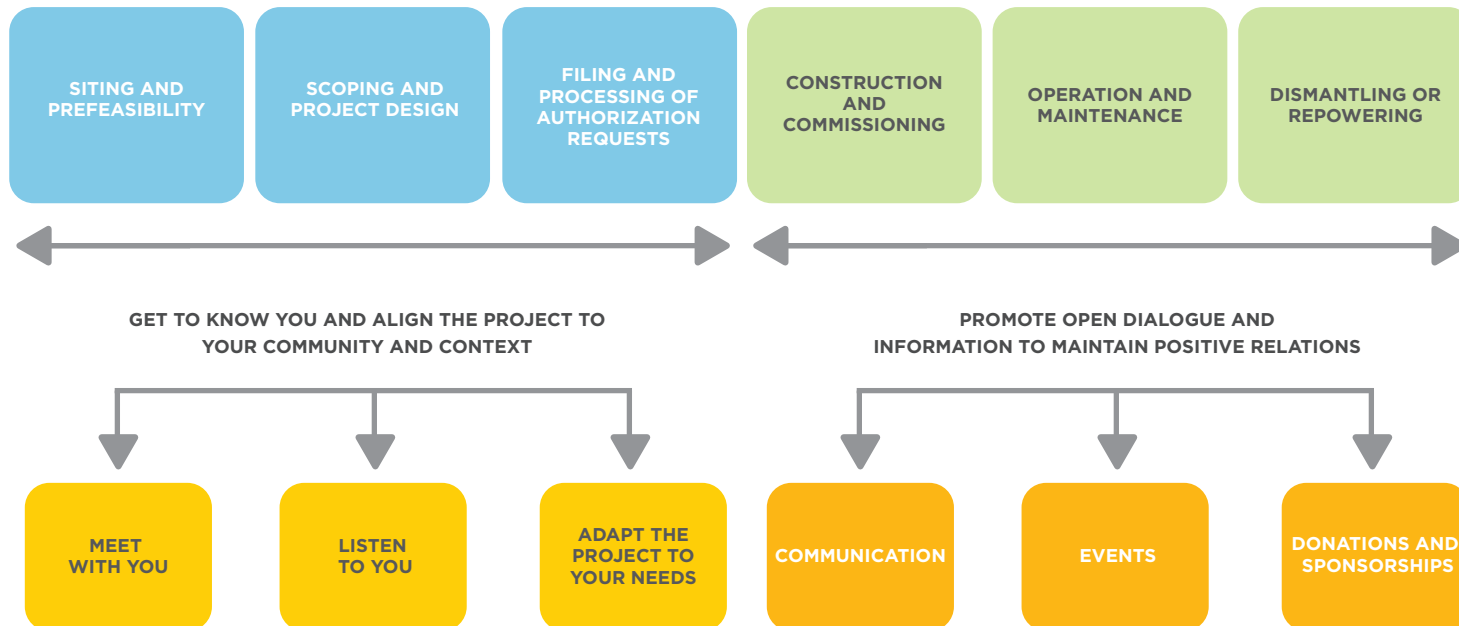 SITING AND
PREFEASIBILITY
SCOPING AND
PROJECT DESIGN
FILING AND
PROCESSING OF
AUTHORIZATION
REQUESTS
CONSTRUCTION
AND
COMMISSIONING
OPERATION AND
MAINTENANCE
DISMANTLING OR
REPOWERING
GET TO KNOW YOU AND ALIGN THE PROJECT TO
YOUR COMMUNITY AND CONTEXT
PROMOTE OPEN DIALOGUE AND
INFORMATION TO MAINTAIN POSITIVE RELATIONS
MEET
WITH YOU
LISTEN
TO YOU
ADAPT THE
PROJECT TO
YOUR NEEDS
COMMUNICATION
EVENTS
DONATIONS AND
SPONSORSHIPS